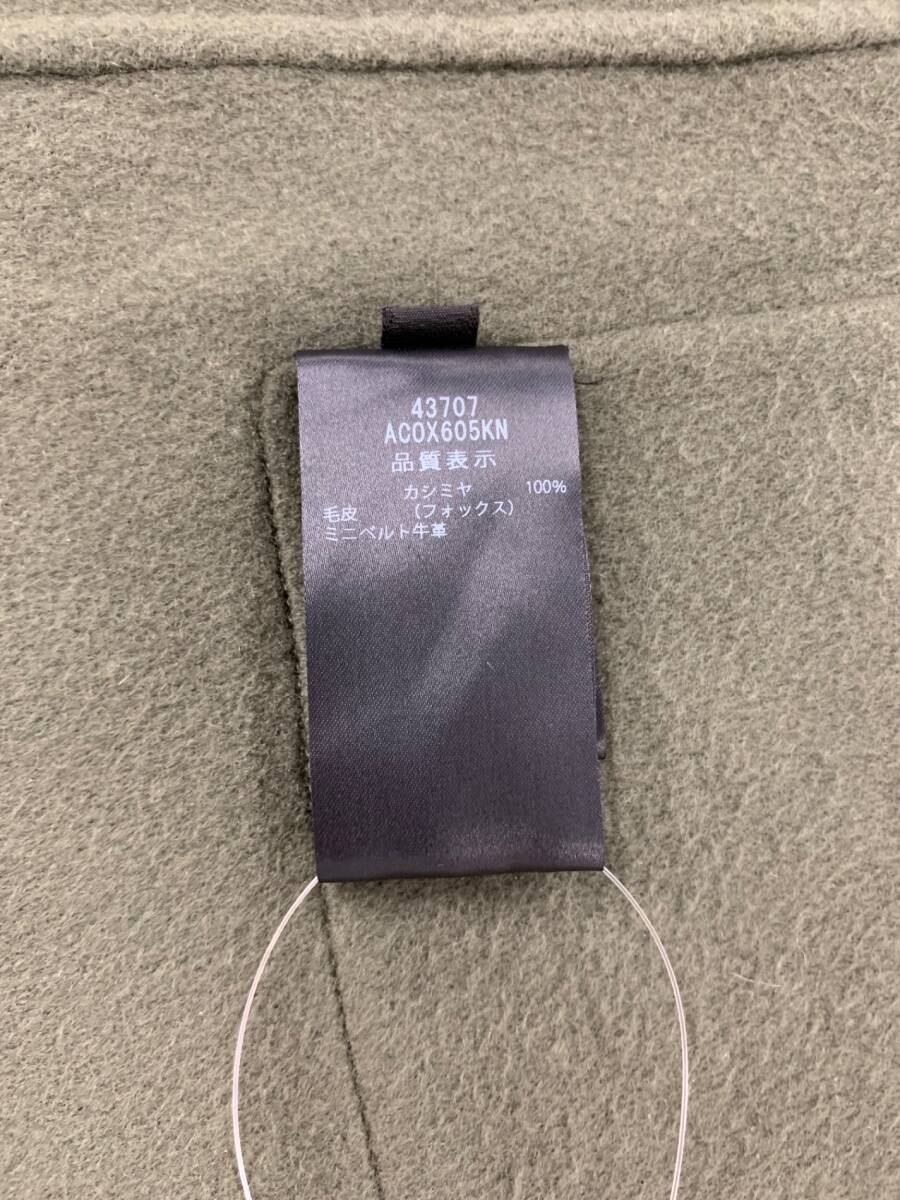 43707
ACOX605KN
品質表示
カシミヤ 100%
毛皮 (フォックス)
ミニベルト牛革